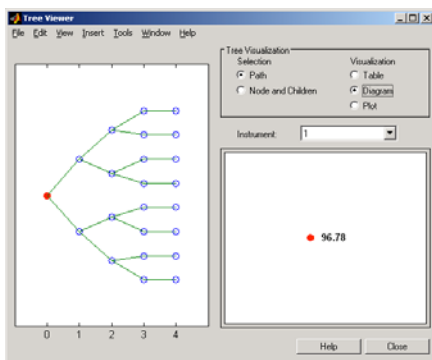 Tree Viewer
File Edit View Insert Tools Window Help
Tree Visualization
Selection
Path
Node and Children
Visualization
Table
Diagram
Plot
Instrument:
1
96.78
0 1 2 3 4
Help
Close